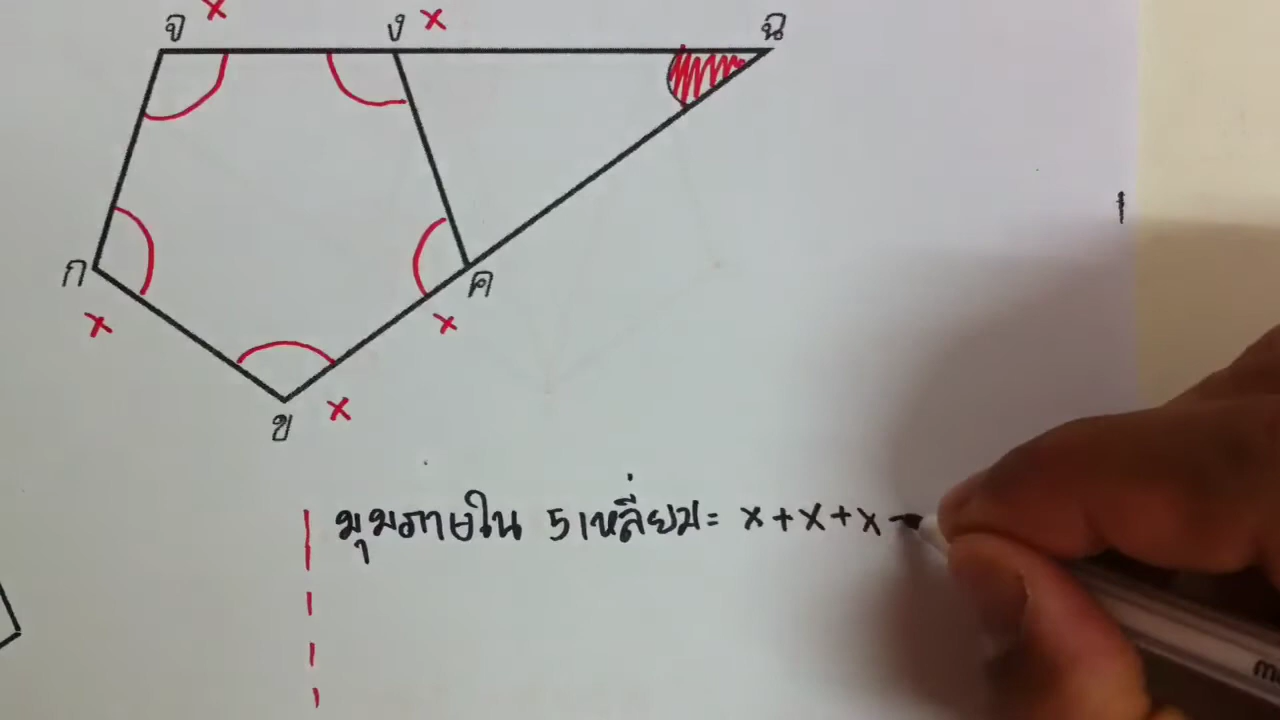 x x
จ ง ฉ
ก ค
x x
ข x
มุมภายใน 5 เหลี่ยม = x + x + x